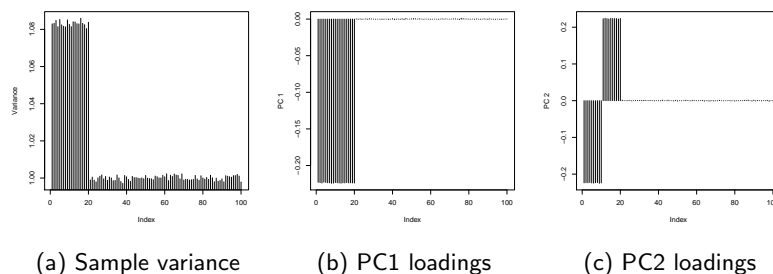 1.00 1.02 1.04 1.06 1.08
Variance
0 20 40 60 80 100
Index
(a) Sample variance
-0.20 -0.15 -0.10 -0.05 0.00
PC 1
0 20 40 60 80 100
Index
(b) PC1 loadings
-0.2 -0.1 0.0 0.1 0.2
PC 2
0 20 40 60 80 100
Index
(c) PC2 loadings